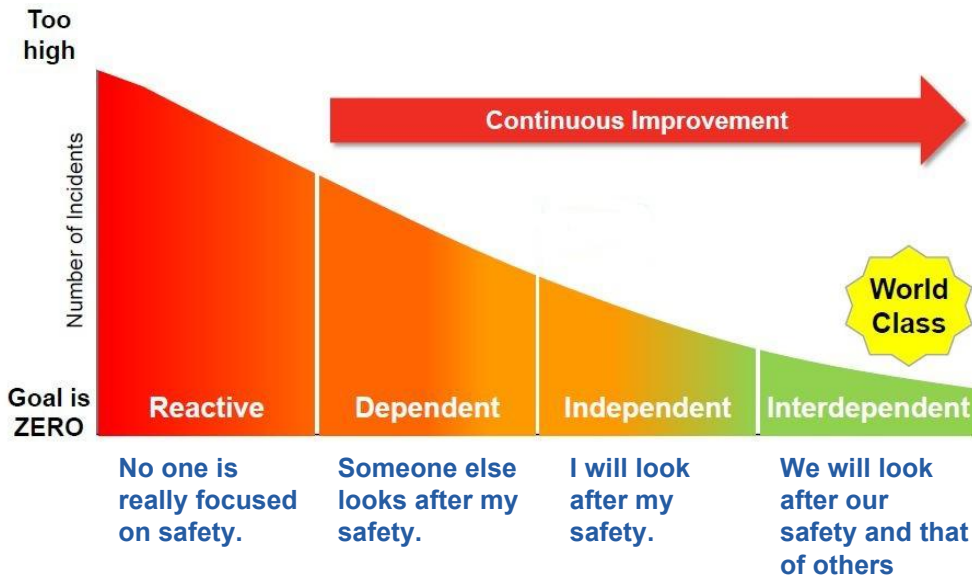 Too
high
Continuous Improvement
Number of Incidents
World
Class
Goal is
ZERO
Reactive
Dependent
Independent
Interdependent
No one is
really focused
on safety.
Someone else
looks after my
safety.
I will look
after my
safety.
We will look
after our
safety and that
of others